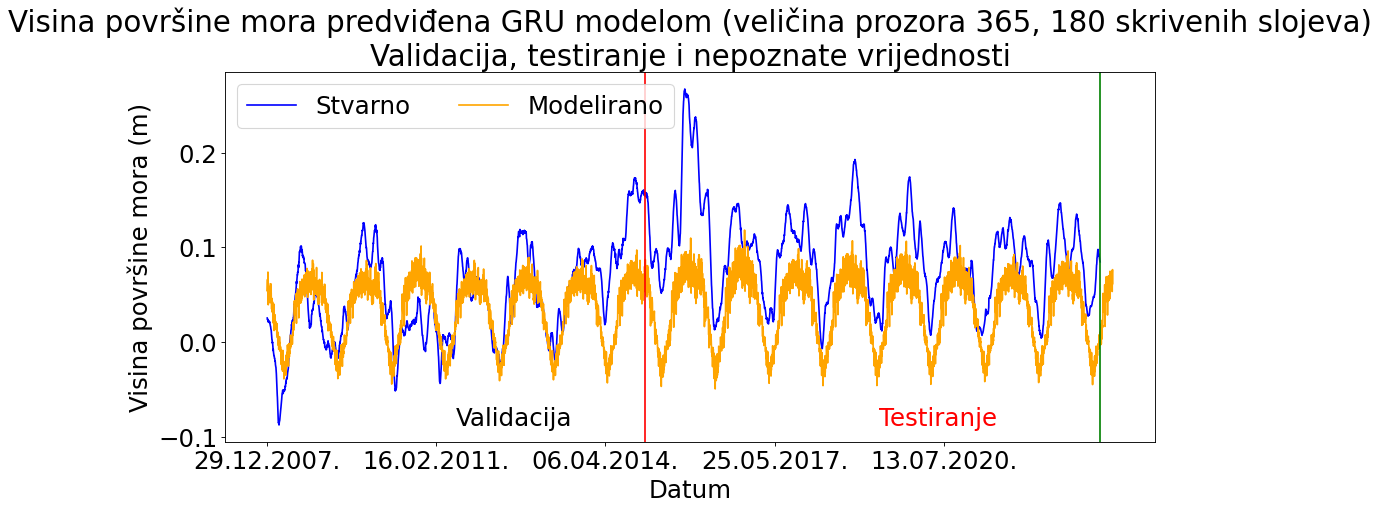 Visina površine mora predviđena GRU modelom (veličina prozora 365, 180 skrivenih slojeva)
Validacija, testiranje i nepoznate vrijednosti
Stvarno
Modelirano
Visina površine mora (m)
0.2
0.1
0.0
−0.1
Validacija
Testiranje
29.12.2007.
16.02.2011.
06.04.2014.
25.05.2017.
13.07.2020.
Datum